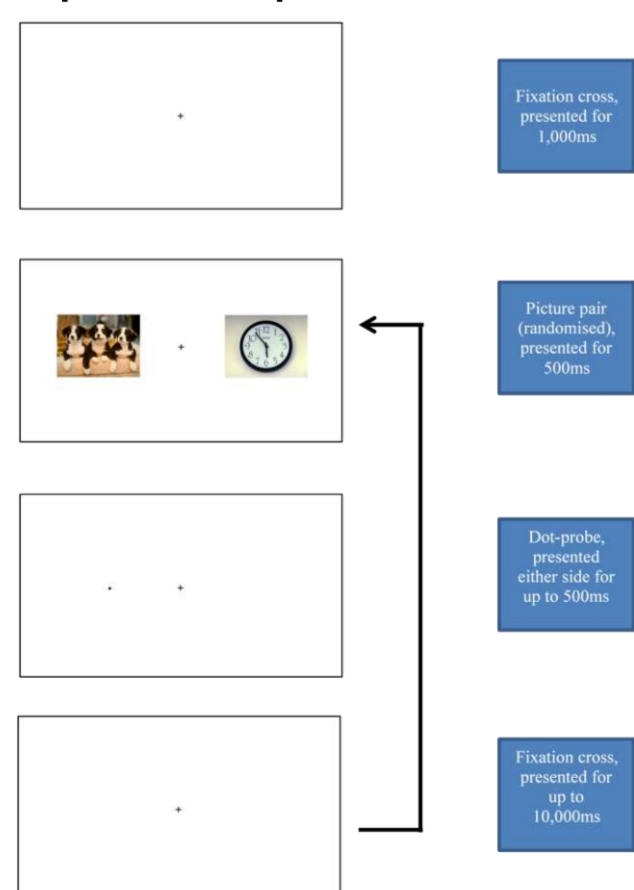 Fixation cross,
presented for
1,000ms
Picture pair
(randomised),
presented for
500ms
Dot-probe,
presented
either side for
up to 500ms
Fixation cross,
presented for
up to
10,000ms